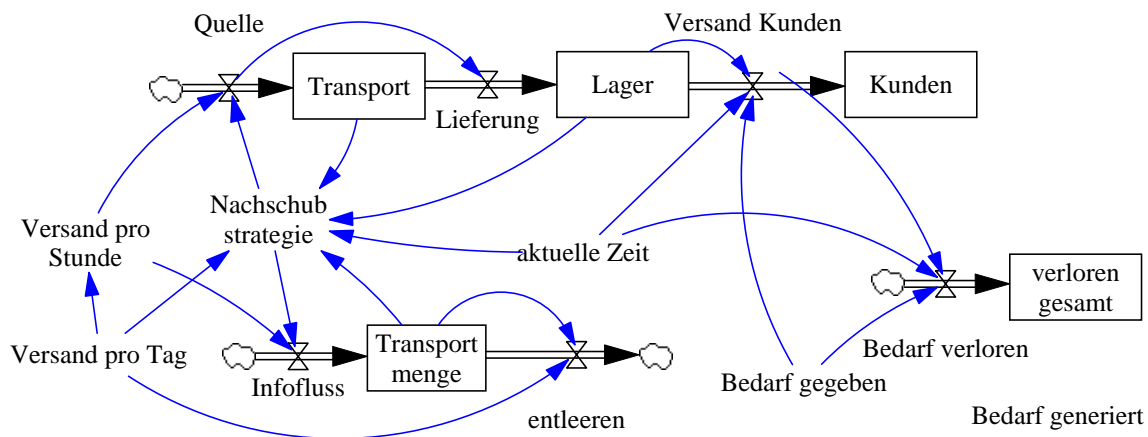 Quelle
Versand Kunden
Transport
Lager
Kunden
Lieferung
Nachschub
strategie
Versand pro
Stunde
aktuelle Zeit
verloren
gesamt
Versand pro Tag
Transport
menge
Infofluss
Bedarf verloren
Bedarf gegeben
entleeren
Bedarf generiert